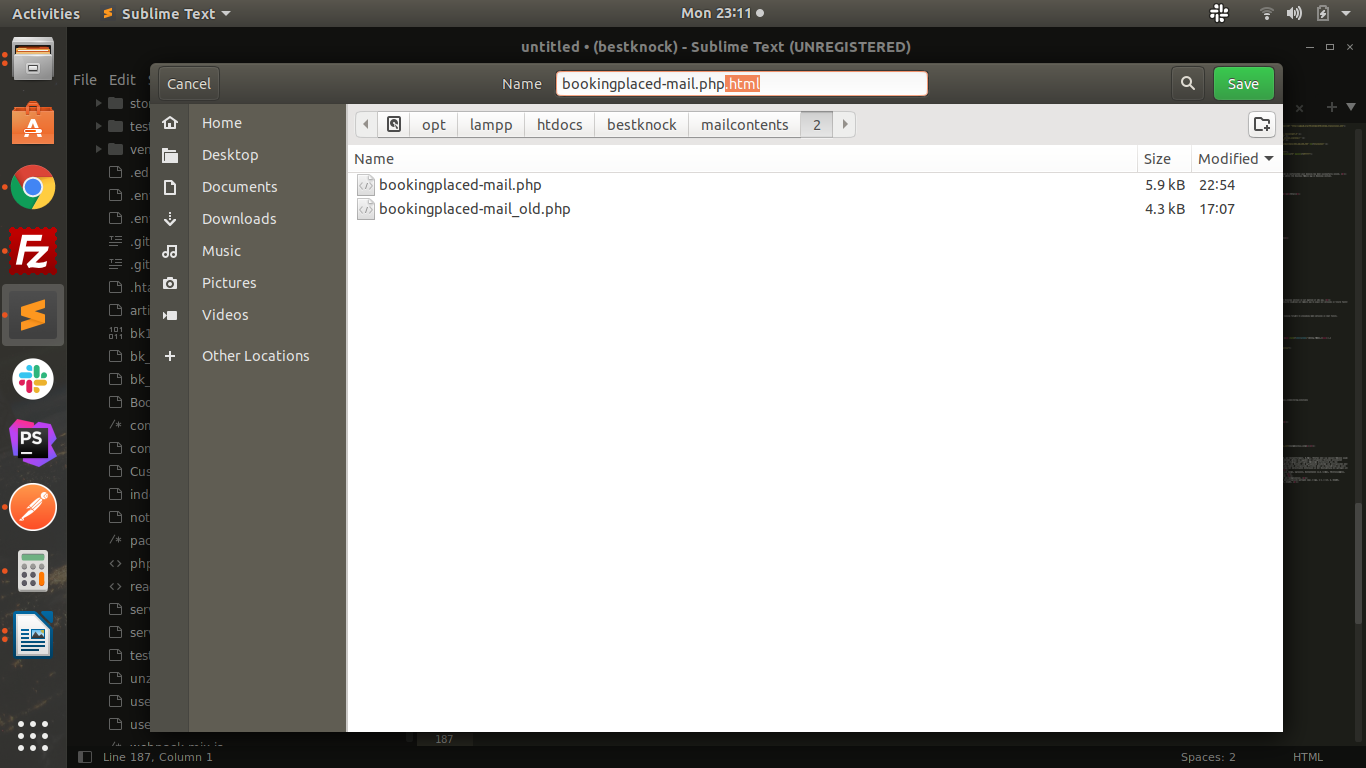 Activities Sublime Text Mon 23:11
untitled • (bestknock) - Sublime Text (UNREGISTERED)
File Edit
Cancel Name bookingplaced-mail.php.html Save
opt lampp htdocs bestknock mailcontents 2
Name Size Modified
bookingplaced-mail.php 5.9 kB 22:54
bookingplaced-mail_old.php 4.3 kB 17:07
Home
Desktop
Documents
Downloads
Music
Pictures
Videos
Other Locations
sto
test
ven
.ed
.en
.en
.git
.git
.hta
arti
bk1
bk_
bk_
Boo
con
con
Cus
ind
not
pac
php
rea
serv
serv
test
unz
use
use
PS
187
Line 187, Column 1 Spaces: 2 HTML